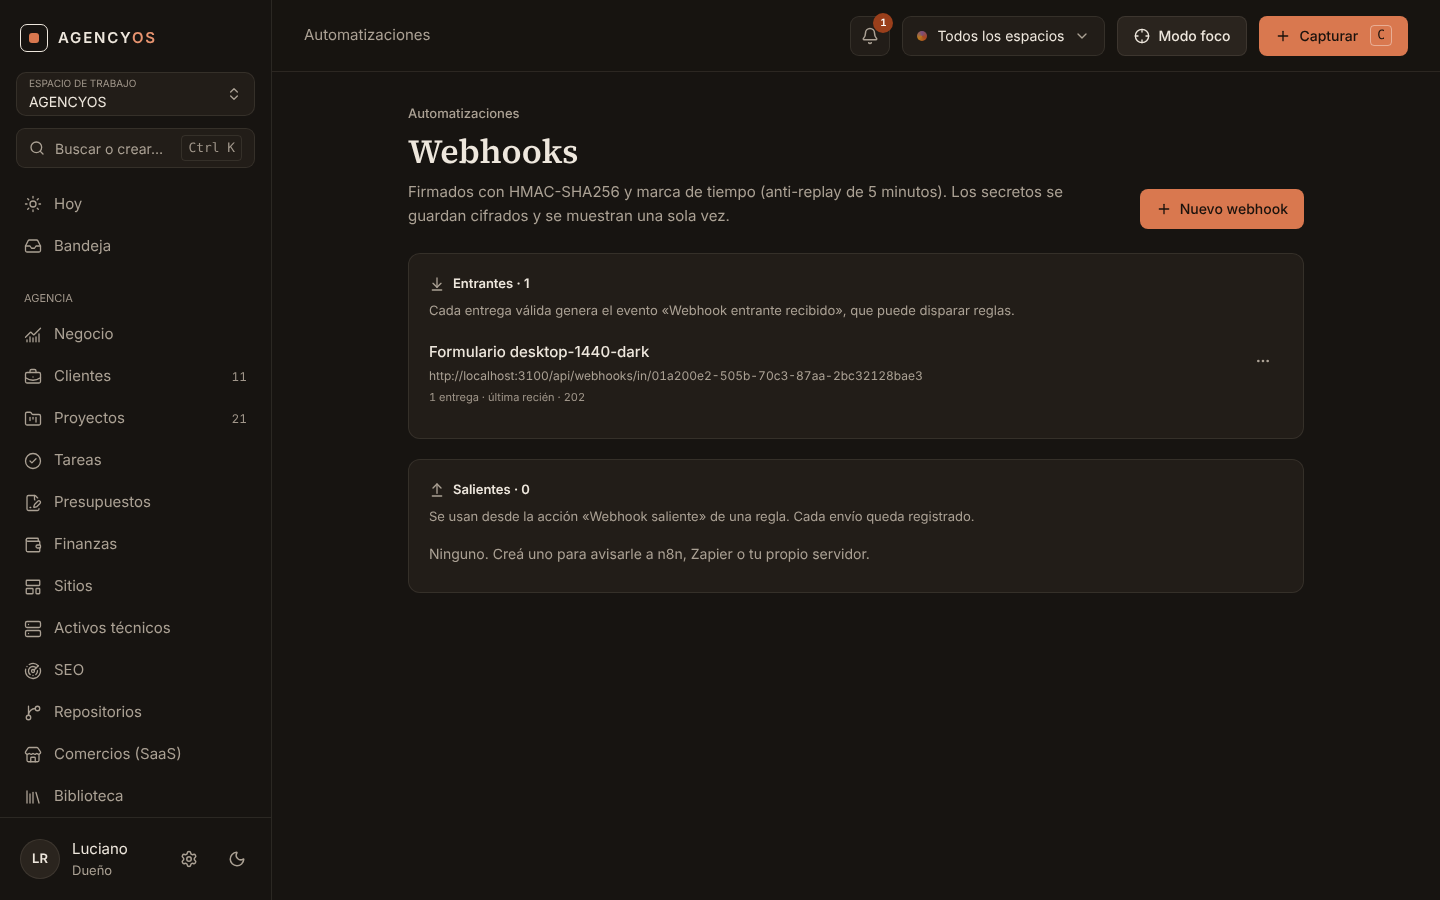 AGENCYOS
ESPACIO DE TRABAJO
AGENCYOS
Buscar o crear... Ctrl K
Hoy
Bandeja
AGENCIA
Negocio
Clientes 11
Proyectos 21
Tareas
Presupuestos
Finanzas
Sitios
Activos técnicos
SEO
Repositorios
Comercios (SaaS)
Biblioteca
LR
Luciano
Dueño
Automatizaciones
1
Todos los espacios
Modo foco
Capturar C
Automatizaciones
Webhooks
Firmados con HMAC-SHA256 y marca de tiempo (anti-replay de 5 minutos). Los secretos se
guardan cifrados y se muestran una sola vez.
Nuevo webhook
Entrantes · 1
Cada entrega válida genera el evento «Webhook entrante recibido», que puede disparar reglas.
Formulario desktop-1440-dark
http://localhost:3100/api/webhooks/in/01a200e2-505b-70c3-87aa-2bc32128bae3
1 entrega · última recién · 202
Salientes · 0
Se usan desde la acción «Webhook saliente» de una regla. Cada envío queda registrado.
Ninguno. Creá uno para avisarle a n8n, Zapier o tu propio servidor.